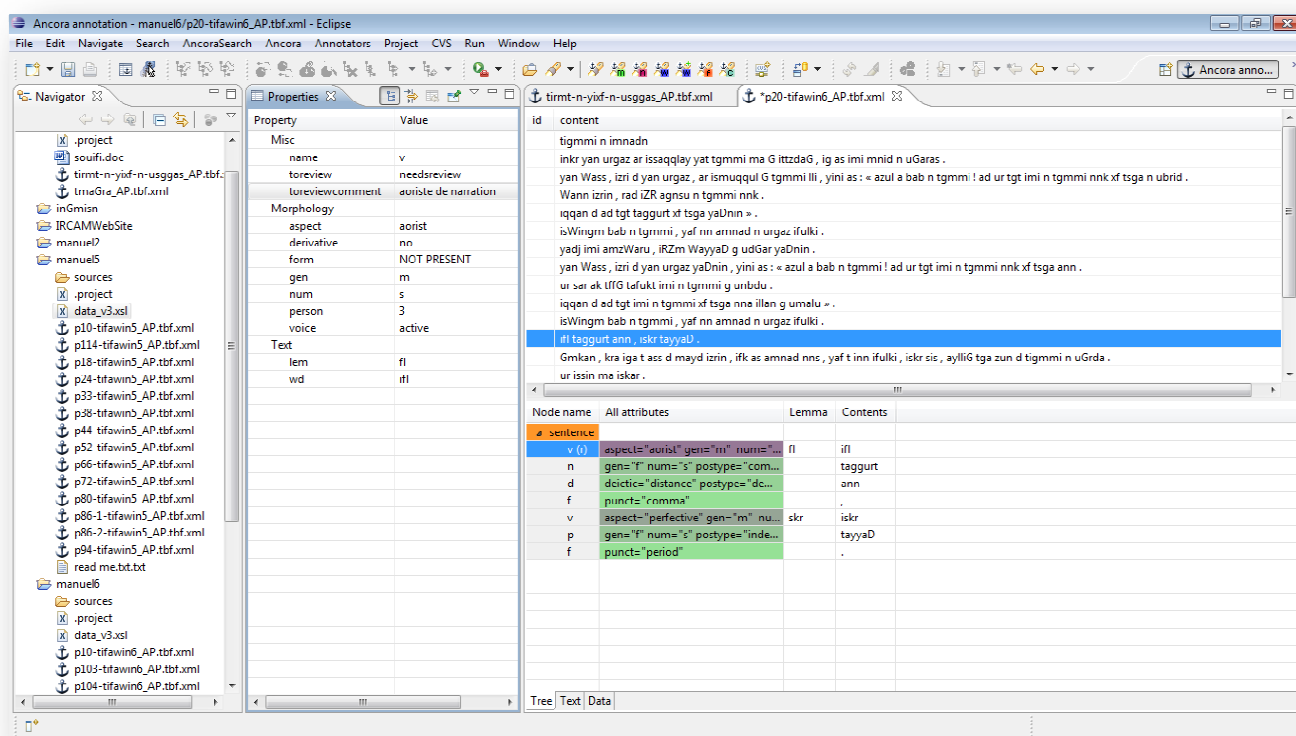 Ancora annotation - manuel6/p20-tifawin6_AP.tbf.xml - Eclipse
File Edit Navigate Search AncoraSearch Ancora Annotators Project CVS Run Window Help
Ancora anno...
Navigator
.project
souifi.doc
tirmt-n-yixf-n-usggas_AP.tbf.
tmaGra_AP.tbf.xml
inGmisn
IRCAMWebSite
manuel2
manuel5
sources
.project
data_v3.xsl
p10-tifawin5_AP.tbf.xml
p114-tifawin5_AP.tbf.xml
p18-tifawin5_AP.tbf.xml
p24-tifawin5_AP.tbf.xml
p33-tifawin5_AP.tbf.xml
p38-tifawin5_AP.tbf.xml
p44-tifawin5_AP.tbf.xml
p52-tifawin5_AP.tbf.xml
p66-tifawin5_AP.tbf.xml
p72-tifawin5_AP.tbf.xml
p80-tifawin5_AP.tbf.xml
p86-1-tifawin5_AP.tbf.xml
p86-2-tifawin5_AP.tbf.xml
p94-tifawin5_AP.tbf.xml
read me.txt.txt
manuel6
sources
.project
data_v3.xsl
p10-tifawin6_AP.tbf.xml
p103-tifawin6_AP.tbf.xml
p104-tifawin6_AP.tbf.xml
Properties
Property Value
Misc
name v
toreview needsreview
toreviewcomment aoriste de narration
Morphology
aspect aorist
derivative no
form NOT PRESENT
gen m
num s
person 3
voice active
Text
lem fl
wd ifl
tirmt-n-yixf-n-usggas_AP.tbf.xml *p20-tifawin6_AP.tbf.xml
id content
tigmmi n imnadn
inkr yan urgaz ar issaqqlay yat tgmmi ma G ittzdaG , ig as imi mnid n uGaras .
yan Wass , izri d yan urgaz , ar ismuqqul G tgmmi lli , yini as : « azul a bab n tgmmi ! ad ur tgt imi n tgmmi nnk xf tsga n ubrid .
Wann izrin , rad iZR agnsu n tgmmi nnk .
iqqan d ad tgt taggurt xf tsga yaDnin » .
isWingm bab n tgmmi , yaf nn amnad n urgaz ifulki .
yadj imi amzWaru , iRZm WayyaD g udGar yaDnin .
yan Wass , izri d yan urgaz yaDnin , yini as : « azul a bab n tgmmi ! ad ur tgt imi n tgmmi nnk xf tsga ann .
ur sar ak tffG tafukt imi n tgmmi g unbdu .
iqqan d ad tgt imi n tgmmi xf tsga nna illan g umalu » .
isWingm bab n tgmmi , yaf nn amnad n urgaz ifulki .
ifl taggurt ann , iskr tayyaD .
Gmkan , kra iga t ass d mayd izrin , ifk as amnad nns , yaf t inn ifulki , iskr sis , aylliG tga zun d tigmmi n uGrda .
ur issin ma iskar .
Node name All attributes Lemma Contents
sentence
v (r) aspect="aorist" gen="m" num="... fl ifl
n gen="f" num="s" postype="com... taggurt
d deictic="distance" postype="de... ann
f punct="comma" ,
v aspect="perfective" gen="m" nu... skr iskr
p gen="f" num="s" postype="inde... tayyaD
f punct="period" .
Tree Text Data